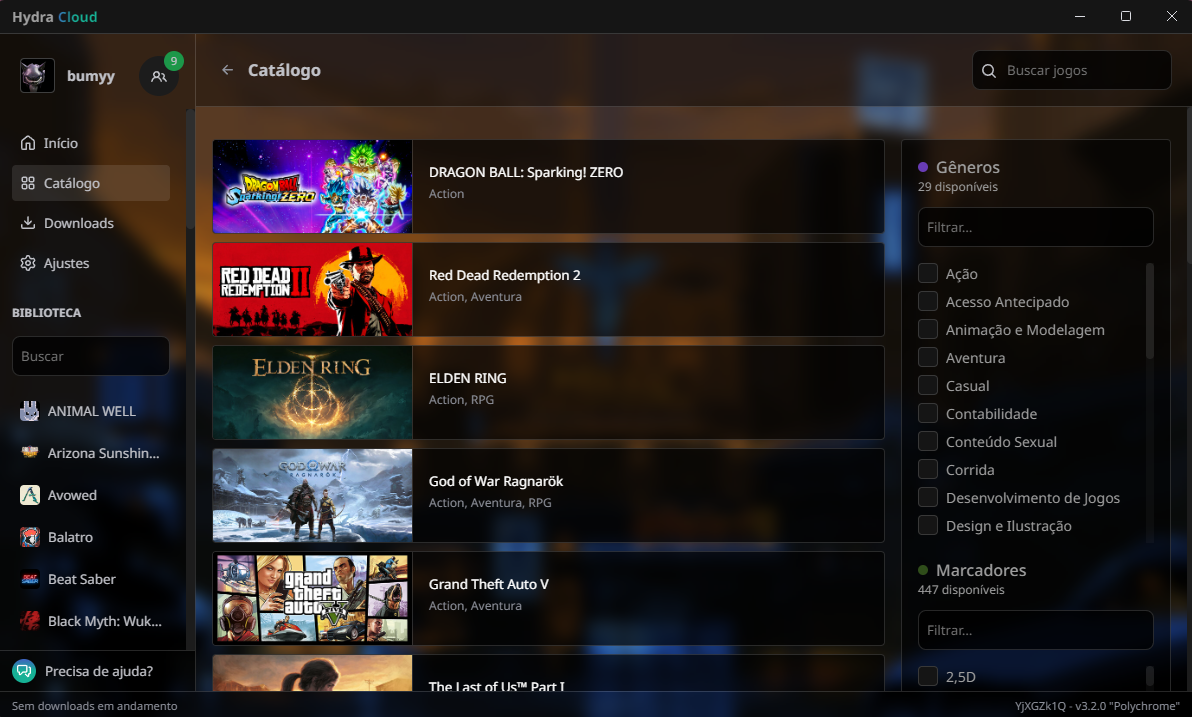 Hydra Cloud
bumyy
9
Início
Catálogo
Downloads
Ajustes
BIBLIOTECA
Buscar
ANIMAL WELL
Arizona Sunshin...
Avowed
Balatro
Beat Saber
Black Myth: Wuk...
Precisa de ajuda?
Catálogo
Buscar jogos
DRAGON BALL
Sparking! ZERO
DRAGON BALL: Sparking! ZERO
Action
RED DEAD
REDEMPTION II
Red Dead Redemption 2
Action, Aventura
ELDEN RING
ELDEN RING
Action, RPG
GOD OF WAR
RAGNARÖK
God of War Ragnarök
Action, Aventura, RPG
grand
theft
auto V
Grand Theft Auto V
Action, Aventura
The Last of Us™ Part I
Gêneros
29 disponíveis
Filtrar...
Ação
Acesso Antecipado
Animação e Modelagem
Aventura
Casual
Contabilidade
Conteúdo Sexual
Corrida
Desenvolvimento de Jogos
Design e Ilustração
Marcadores
447 disponíveis
Filtrar...
2,5D
Sem downloads em andamento
YjXGZk1Q - v3.2.0 "Polychrome"